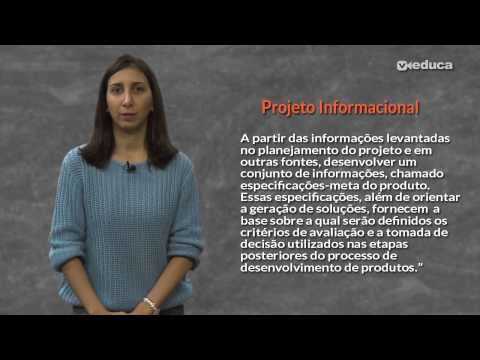 veduca
Projeto Informacional
A partir das informações levantadas
no planejamento do projeto e em
outras fontes, desenvolver um
conjunto de informações, chamado
especificações-meta do produto.
Essas especificações, além de orientar
a geração de soluções, fornecem a
base sobre a qual serão definidos os
critérios de avaliação e a tomada de
decisão utilizados nas etapas
posteriores do processo de
desenvolvimento de produtos.”